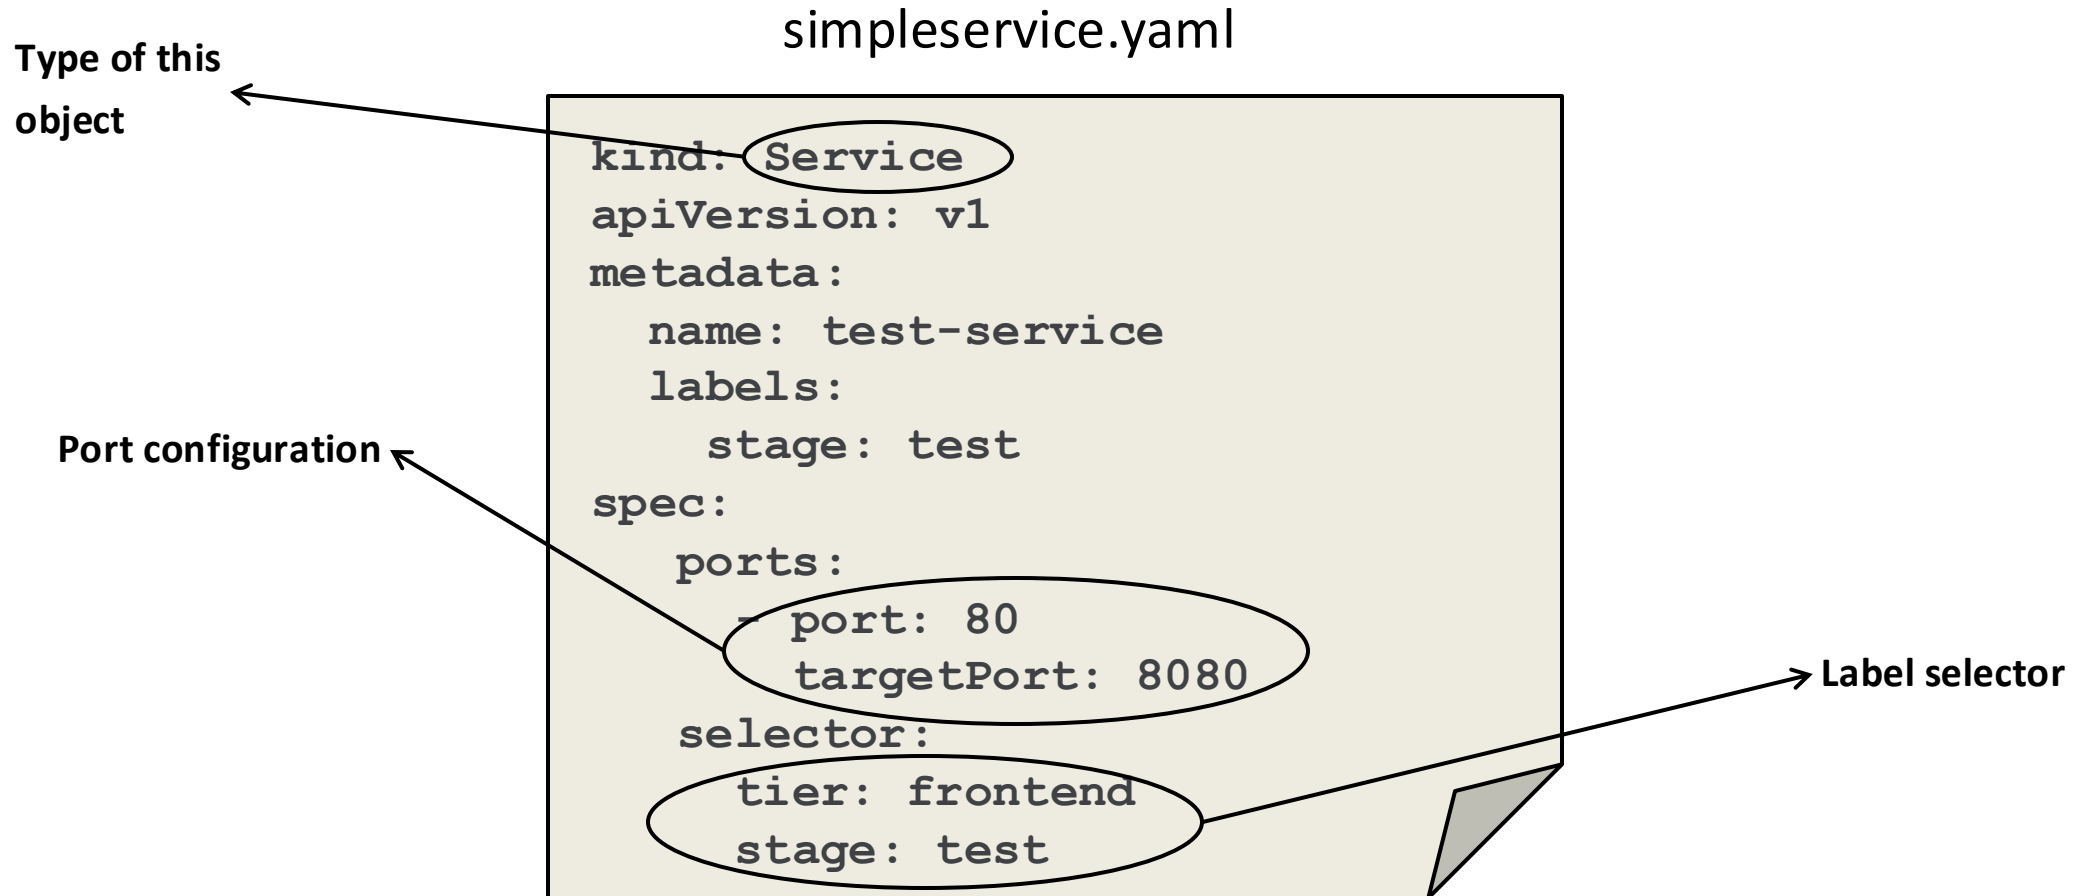 simpleservice.yaml
Type of this
object
kind: Service
apiVersion: v1
metadata:
  name: test-service
  labels:
    stage: test
Port configuration
spec:
   ports:
     - port: 80
       targetPort: 8080
Label selector
   selector:
     tier: frontend
     stage: test